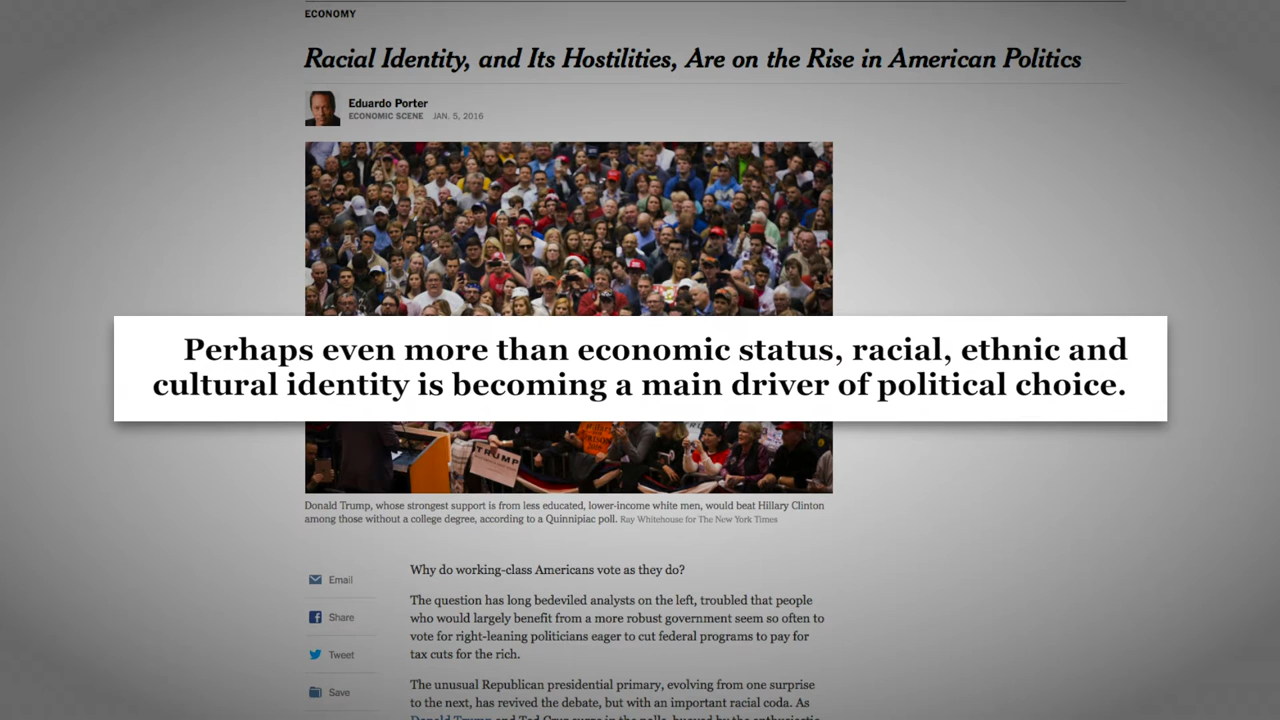 ECONOMY
Racial Identity, and Its Hostilities, Are on the Rise in American Politics
Eduardo Porter
ECONOMIC SCENE JAN. 5, 2016
Perhaps even more than economic status, racial, ethnic and
cultural identity is becoming a main driver of political choice.
TRUMP
Donald Trump, whose strongest support is from less educated, lower-income white men, would beat Hillary Clinton
among those without a college degree, according to a Quinnipiac poll. Ray Whitehouse for The New York Times
Why do working-class Americans vote as they do?
Email
The question has long bedeviled analysts on the left, troubled that people
Share
who would largely benefit from a more robust government seem so often to
vote for right-leaning politicians eager to cut federal programs to pay for
Tweet
tax cuts for the rich.
Save
The unusual Republican presidential primary, evolving from one surprise
to the next, has revived the debate, but with an important racial coda. As